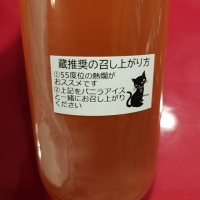 蔵推奨の召し上がり方
①55度位の熱燗が
おススメです
②上記をバニラアイス
と一緒にお召し上がり
ください